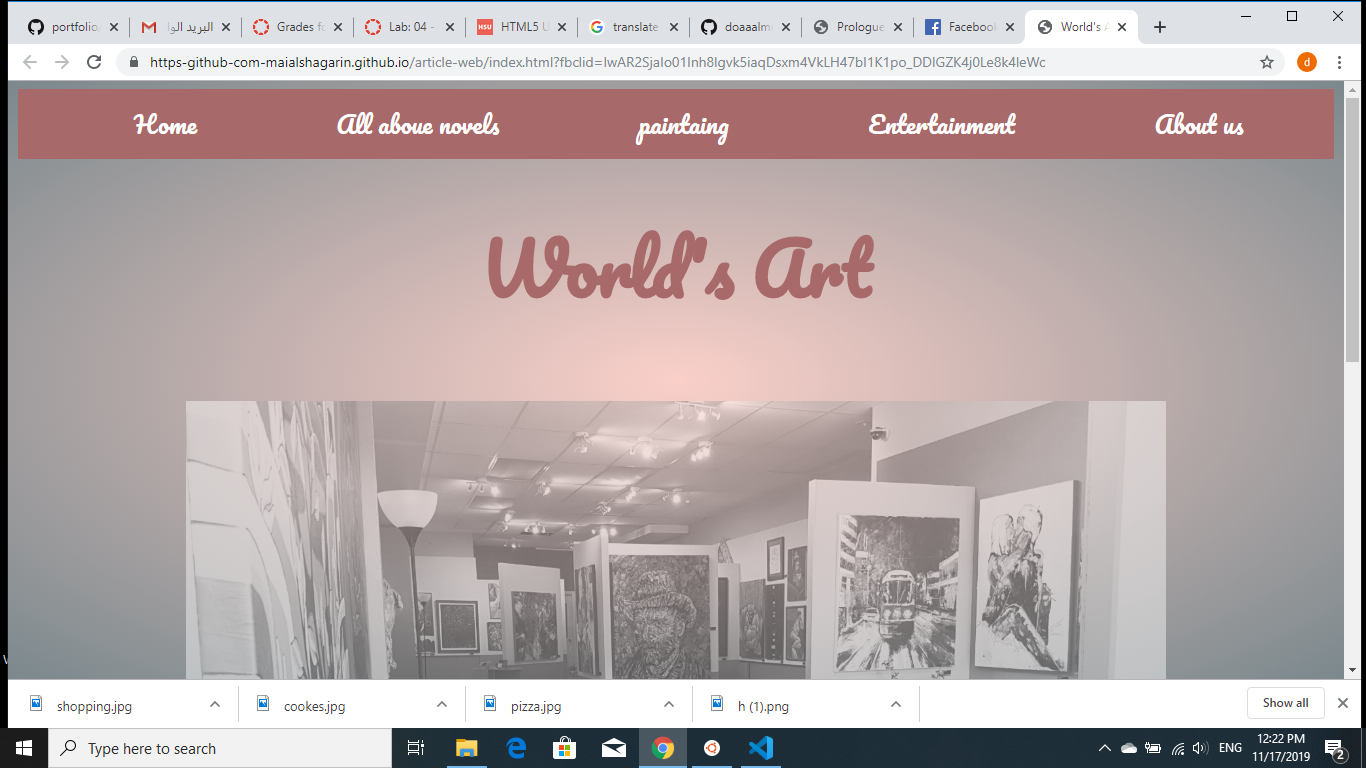 portfolio
البريد الوا
Grades fo
Lab: 04 -
HTML5 U
translate
doaaalm
Prologue
Facebook
World's A
https-github-com-maialshagarin.github.io/article-web/index.html?fbclid=IwAR2SjaIo01Inh8Igvk5iaqDsxm4VkLH47bI1K1po_DDIGZK4j0Le8k4leWc
d
Home
All aboue novels
paintaing
Entertainment
About us
World's Art
shopping.jpg
cookes.jpg
pizza.jpg
h (1).png
Show all
Type here to search
ENG
12:22 PM
11/17/2019
2